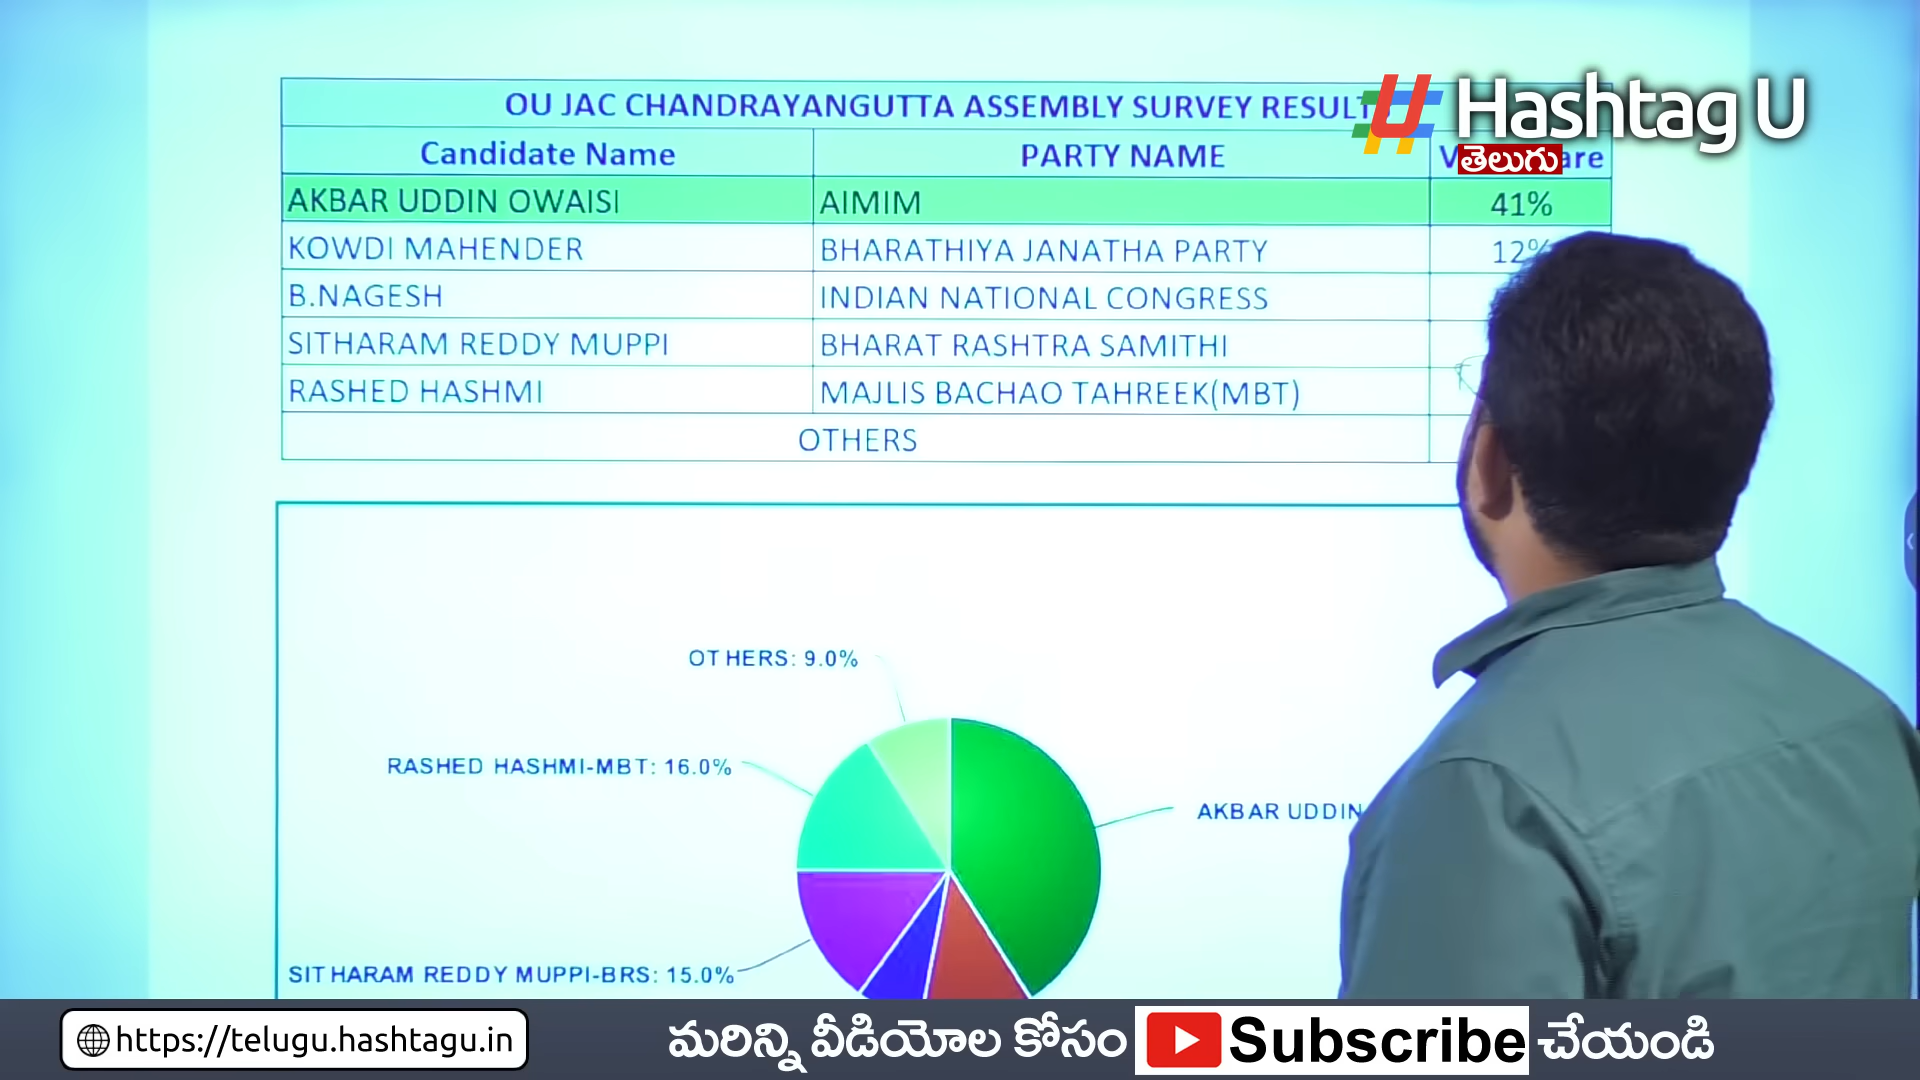 OU JAC CHANDRAYANGUTTA ASSEMBLY SURVEY RESULT
Hashtag U
తెలుగు
Candidate Name PARTY NAME
AKBAR UDDIN OWAISI AIMIM 41%
KOWDI MAHENDER BHARATHIYA JANATHA PARTY 12%
B.NAGESH INDIAN NATIONAL CONGRESS
SITHARAM REDDY MUPPI BHARAT RASHTRA SAMITHI
RASHED HASHMI MAJLIS BACHAO TAHREEK(MBT)
OTHERS
OTHERS: 9.0%
RASHED HASHMI-MBT: 16.0%
AKBAR UDDIN
SITHARAM REDDY MUPPI-BRS: 15.0%
https://telugu.hashtagu.in
మరిన్ని వీడియోల కోసం Subscribe చేయండి